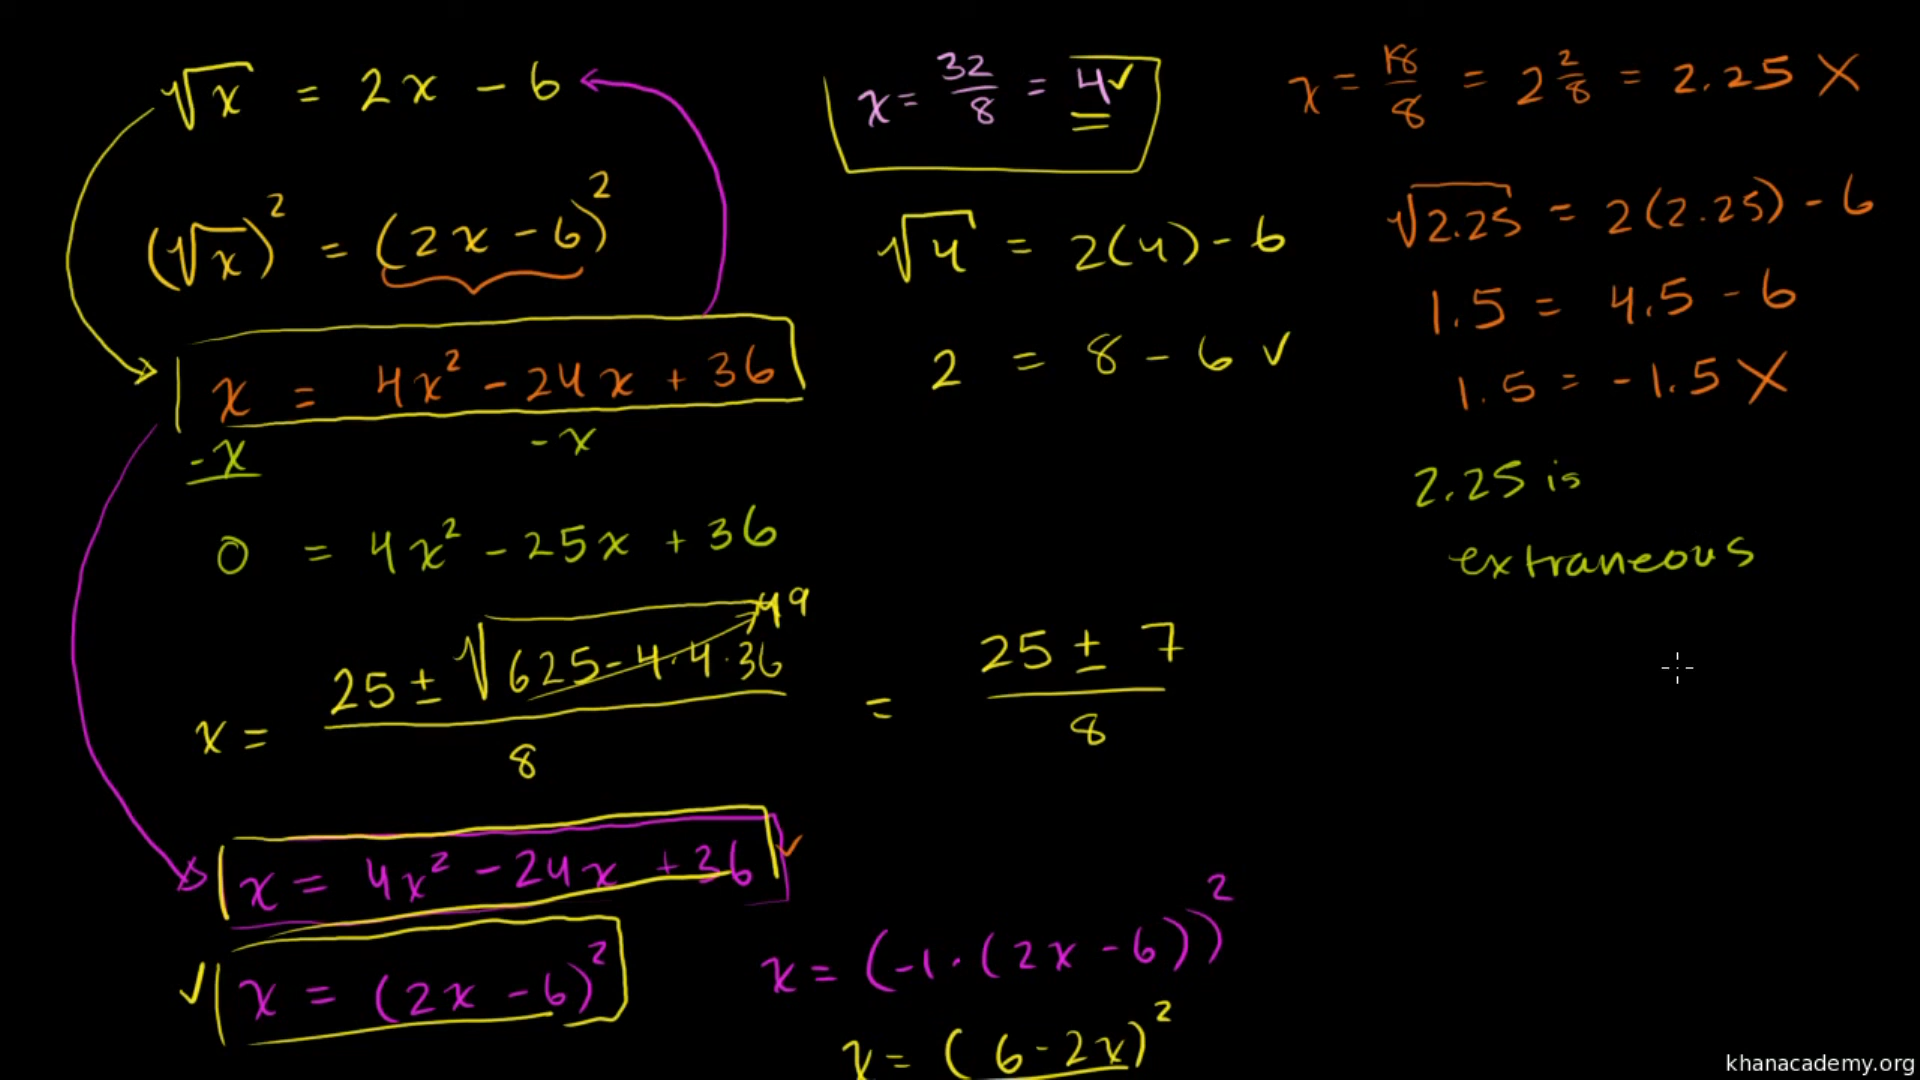 √x = 2x - 6
(√x)² = (2x - 6)²
x = 4x² - 24x + 36
-x -x
0 = 4x² - 25x + 36
x = (25 ± √(625 - 4·4·36))/8 = (25 ± 7)/8
49
x = 4x² - 24x + 36 ✓
✓ x = (2x - 6)²
x = 32/8 = 4 ✓
√4 = 2(4) - 6
2 = 8 - 6 ✓
x = 18/8 = 2 2/8 = 2.25 X
√2.25 = 2(2.25) - 6
1.5 = 4.5 - 6
1.5 = -1.5 X
2.25 is
extraneous
x = (-1·(2x - 6))²
x = (6 - 2x)²
khanacademy.org